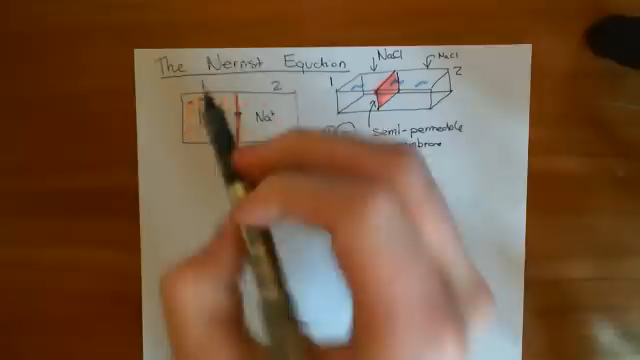 The Nernst Equation
NaCl
NaCl
1
2
1
2
Na⁺
Semi-permeable